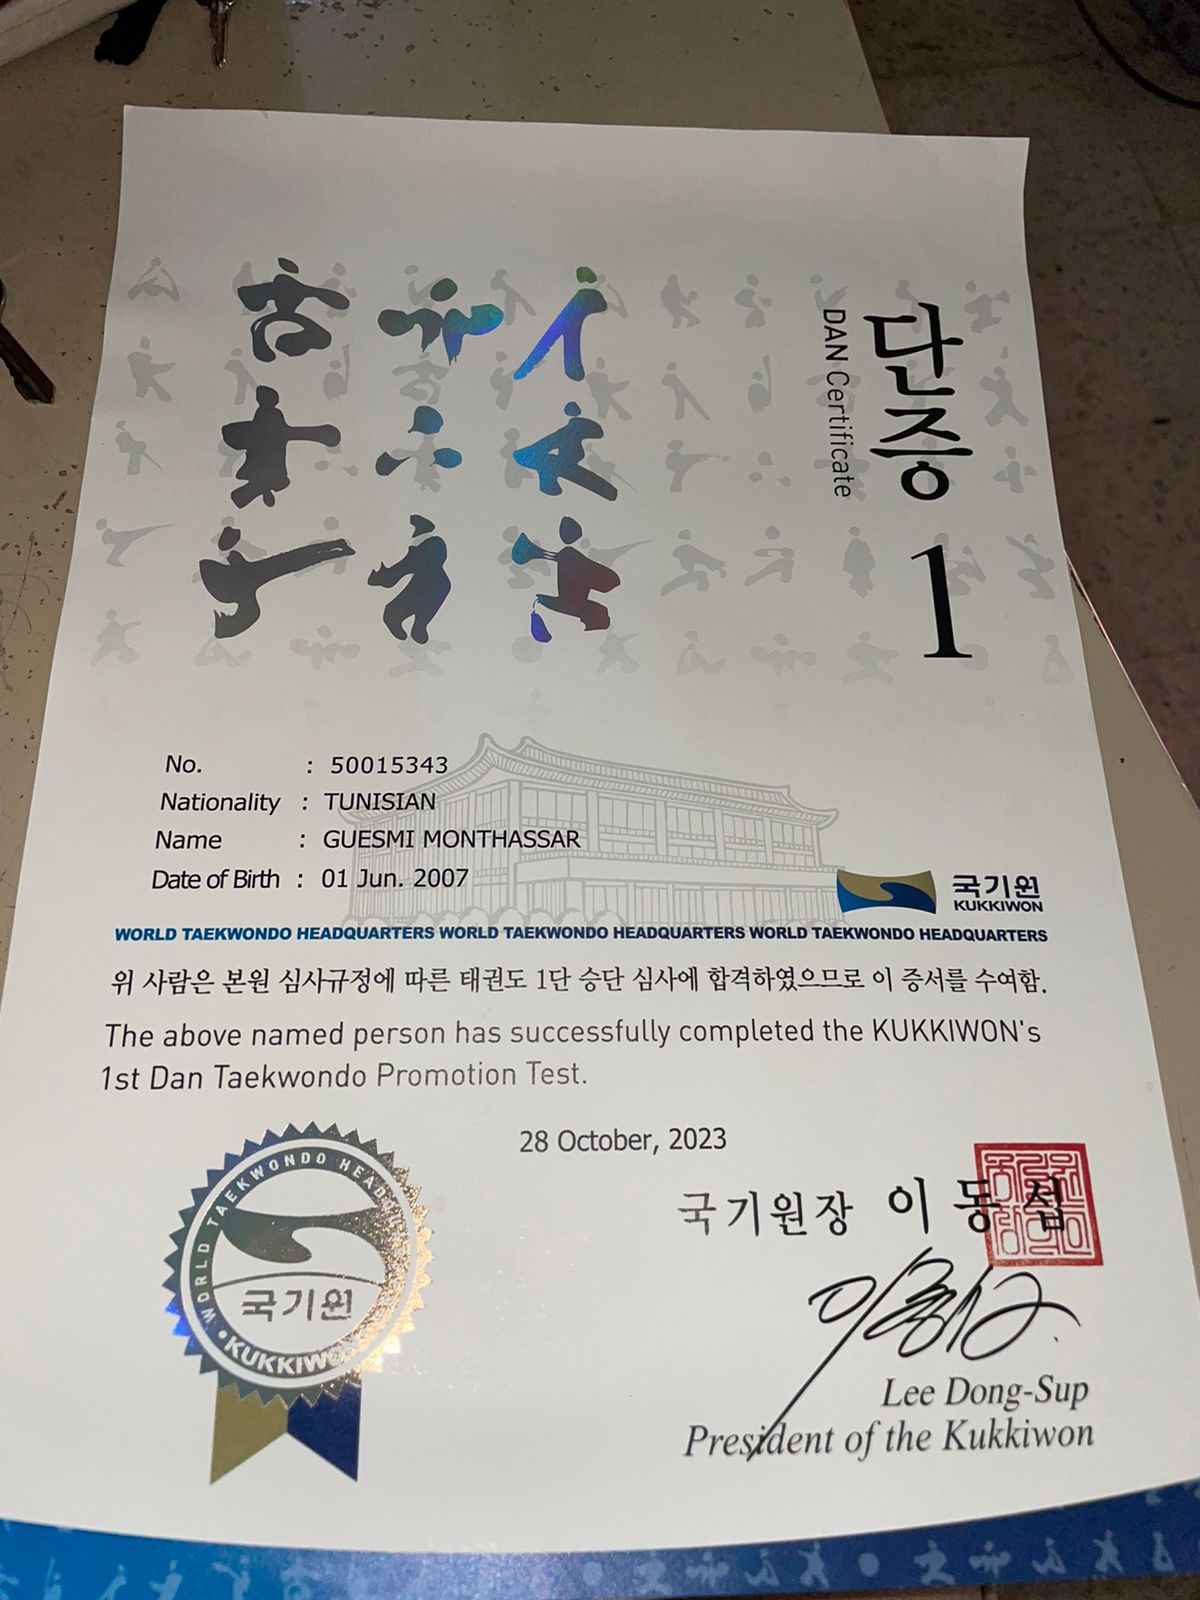 단증 1
DAN Certificate
No. : 50015343
Nationality : TUNISIAN
Name : GUESMI MONTHASSAR
Date of Birth : 01 Jun. 2007
국기원
KUKKIWON
WORLD TAEKWONDO HEADQUARTERS WORLD TAEKWONDO HEADQUARTERS WORLD TAEKWONDO HEADQUARTERS
위 사람은 본원 심사규정에 따른 태권도 1단 승단 심사에 합격하였으므로 이 증서를 수여함.
The above named person has successfully completed the KUKKIWON's
1st Dan Taekwondo Promotion Test.
28 October, 2023
국기원장 이동섭
Lee Dong-Sup
President of the Kukkiwon
WORLD TAEKWONDO HEAD
국기원
KUKKIWON